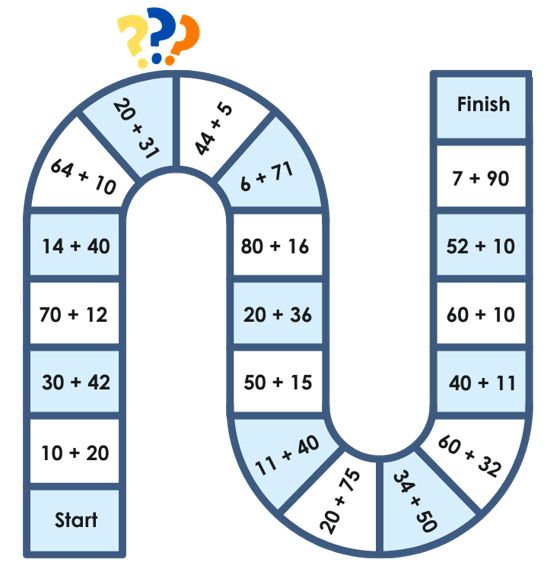 ???
Start
10 + 20
30 + 42
70 + 12
14 + 40
64 + 10
20 + 31
44 + 5
6 + 71
80 + 16
20 + 36
50 + 15
11 + 40
20 + 75
34 + 50
60 + 32
40 + 11
60 + 10
52 + 10
7 + 90
Finish